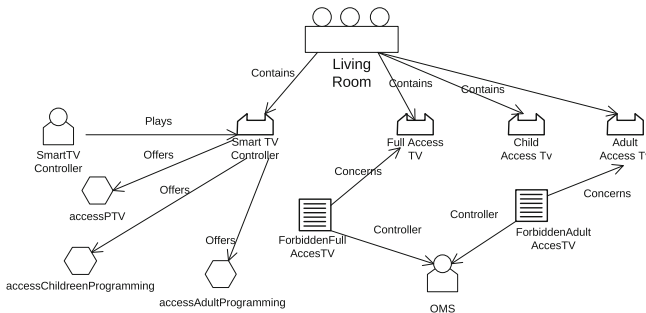 Living
Room
Contains
Contains
Contains
Plays
SmartTV
Controller
Smart TV
Controller
Full Access
TV
Child
Access Tv
Adult
Access T
Offers
Offers
Offers
accessPTV
Concerns
Concerns
Controller
Controller
ForbiddenFull
AccesTV
ForbiddenAdult
AccesTV
accessChildreenProgramming
accessAdultProgramming
OMS